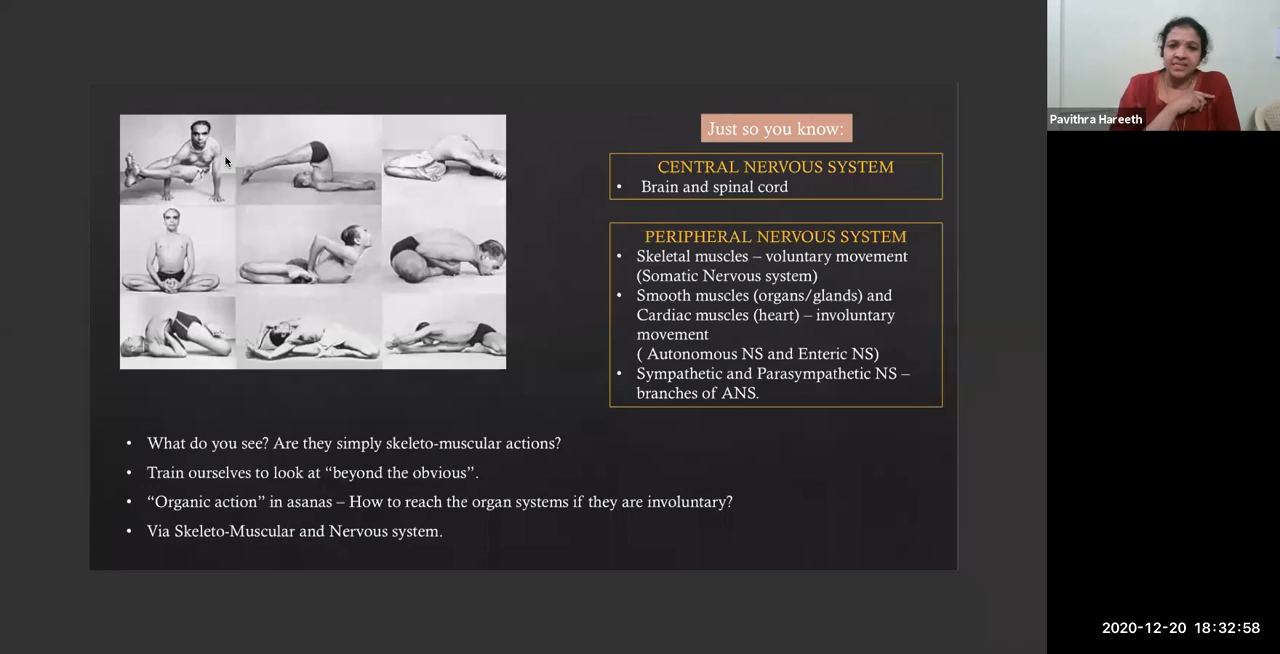 Just so you know:
CENTRAL NERVOUS SYSTEM
• Brain and spinal cord
PERIPHERAL NERVOUS SYSTEM
• Skeletal muscles – voluntary movement
(Somatic Nervous system)
• Smooth muscles (organs/glands) and
Cardiac muscles (heart) – involuntary
movement
( Autonomous NS and Enteric NS)
• Sympathetic and Parasympathetic NS –
branches of ANS.
• What do you see? Are they simply skeleto-muscular actions?
• Train ourselves to look at “beyond the obvious”.
• “Organic action” in asanas – How to reach the organ systems if they are involuntary?
• Via Skeleto-Muscular and Nervous system.
Pavithra Hareeth
2020-12-20 18:32:58